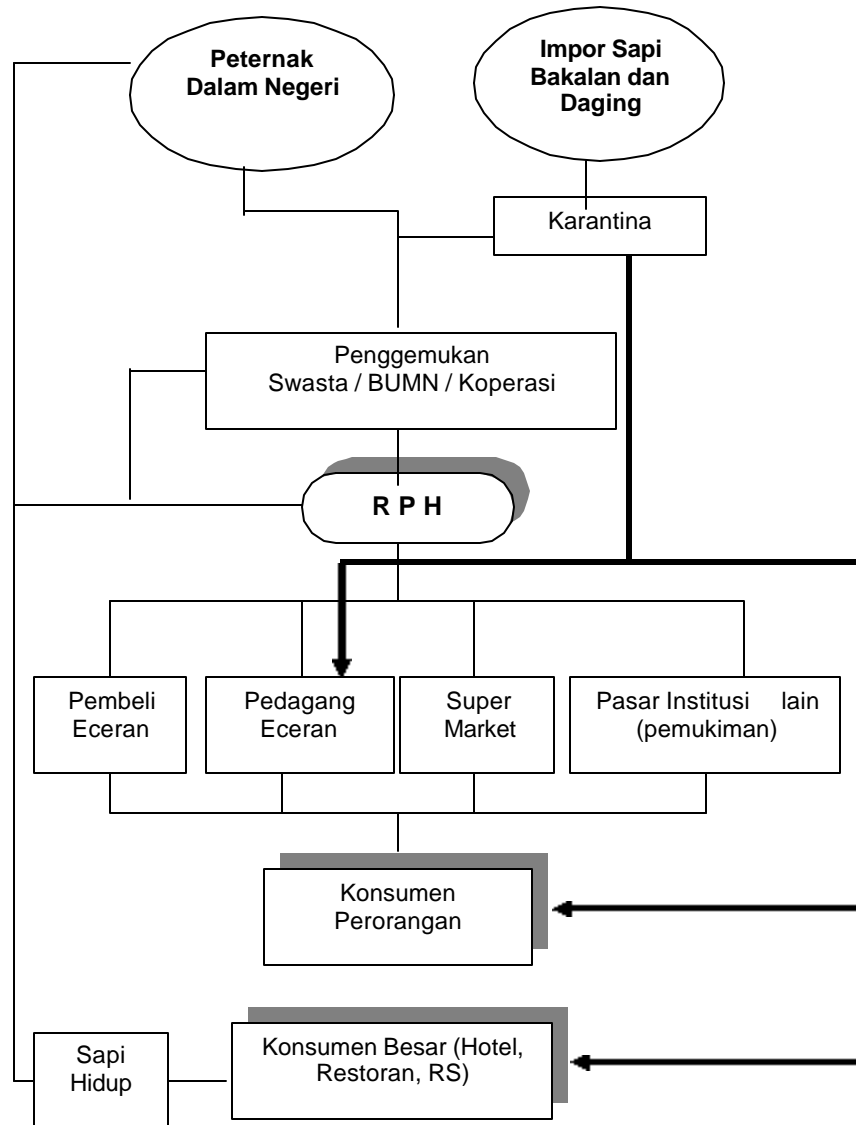 Peternak
Dalam Negeri
Impor Sapi
Bakalan dan
Daging
Karantina
Penggemukan
Swasta / BUMN / Koperasi
R P H
Pembeli
Eceran
Pedagang
Eceran
Super
Market
Pasar Institusi lain
(pemukiman)
Konsumen
Perorangan
Sapi
Hidup
Konsumen Besar (Hotel,
Restoran, RS)